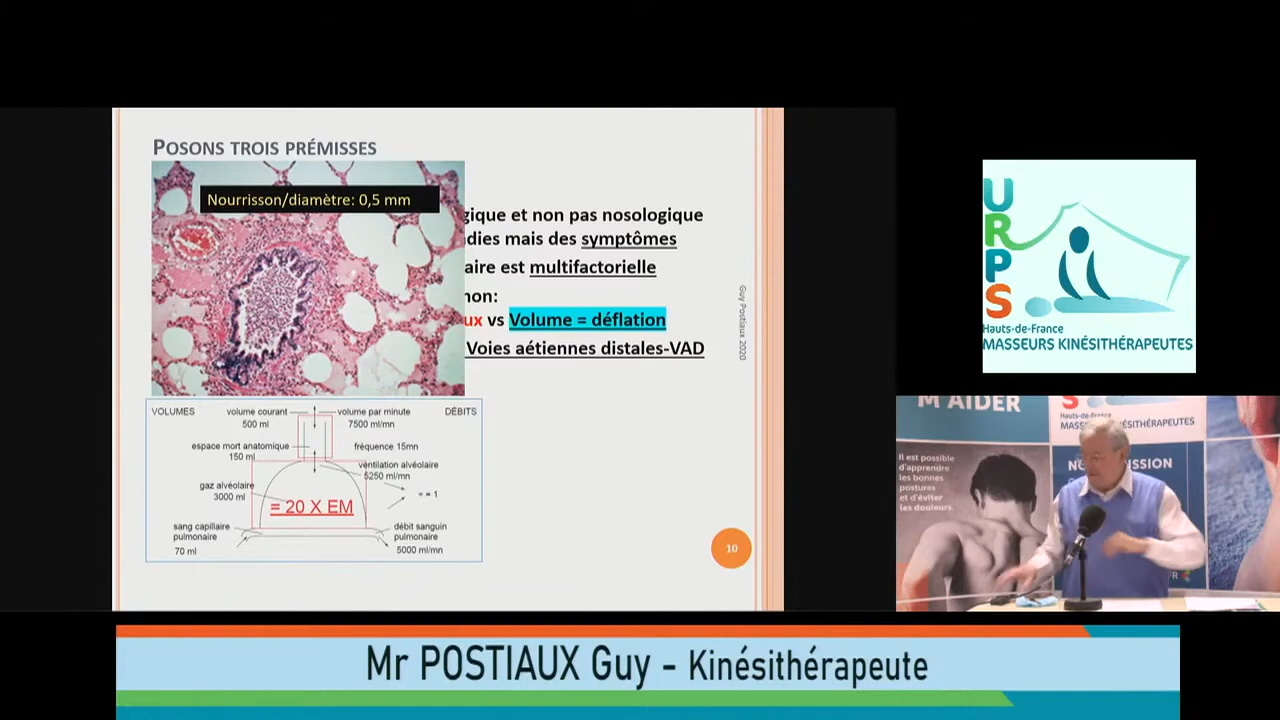 POSONS TROIS PRÉMISSES
Nourrisson/diamètre: 0,5 mm
gique et non pas nosologique
dies mais des symptômes
aire est multifactorielle
non:
ux vs Volume = déflation
Voies aétiennes distales-VAD
Guy Postiaux 2020
VOLUMES
volume courant
500 ml
volume par minute
7500 ml/mn
DÉBITS
espace mort anatomique
150 ml
fréquence 15mn
ventilation alvéolaire
5250 ml/mn
gaz alvéolaire
3000 ml
÷ = 1
= 20 X EM
sang capillaire
pulmonaire
70 ml
débit sanguin
pulmonaire
5000 ml/mn
10
URPS
Hauts-de-France
MASSEURS KINÉSITHÉRAPEUTES
M'AIDER
Il est possible
d'apprendre
les bonnes
postures
et d'éviter
les douleurs.
S
Hauts-de-France
KINÉSITHÉRAPEUTES
Mr POSTIAUX Guy - Kinésithérapeute